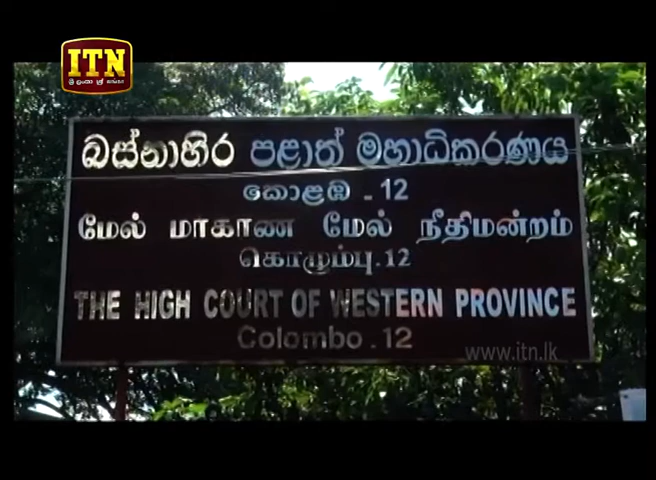 ITN
බස්නාහිර පළාත් මහාධිකරණය
කොළඹ - 12
மேல் மாகாண மேல் நீதிமன்றம்
கொழும்பு - 12
THE HIGH COURT OF WESTERN PROVINCE
COLOMBO - 12
www.itn.lk